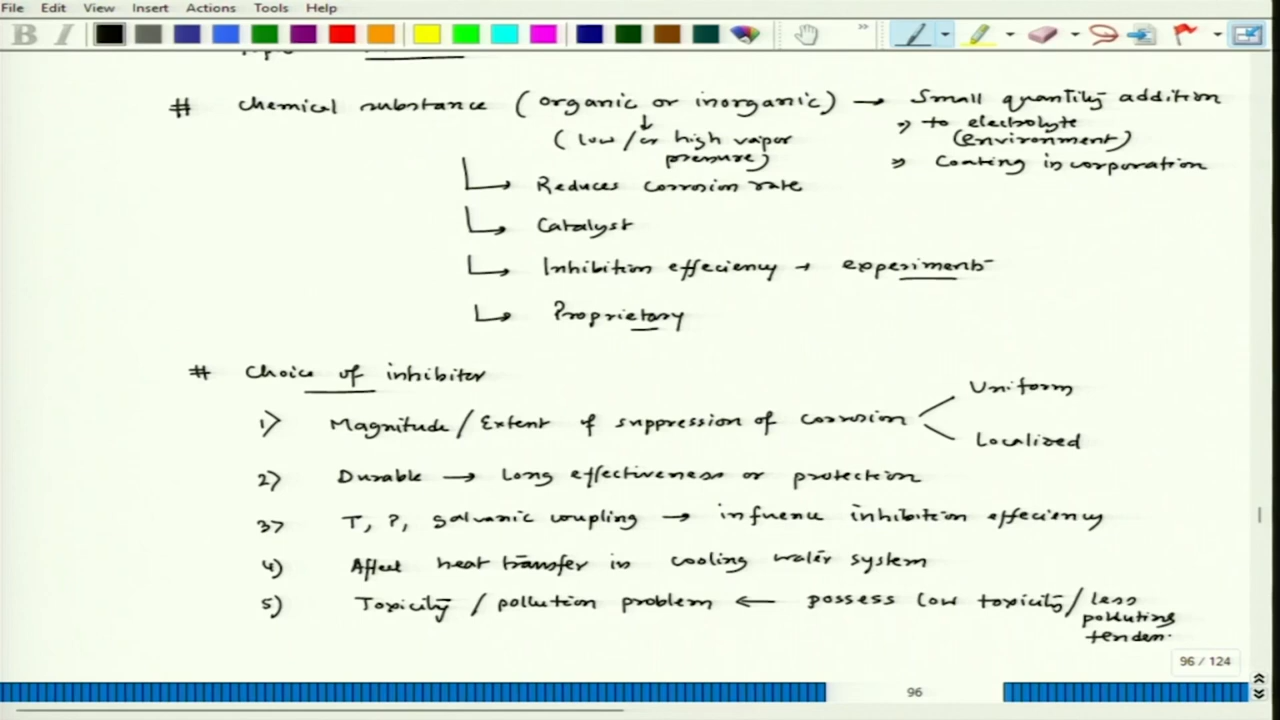 File Edit View Insert Actions Tools Help
B I
# Chemical substance (organic or inorganic) → Small quantity addition
→ to electrolyte
(environment)
(low/or high vapor
pressure)
→ Coating incorporation
↳ Reduces corrosion rate
↳ Catalyst
↳ Inhibition effeciency → experiments
↳ Proprietary
# Choice of inhibitor
1) Magnitude/Extent of suppression of corrosion
Uniform
Localized
2) Durable → Long effectiveness or protection
3) T, P, galvanic coupling → infuence inhibition effeciency
4) Affect heat transfer in cooling water system
5) Toxicity / pollution problem ← possess low toxicity/less
polluting
tenden
96 / 124
96